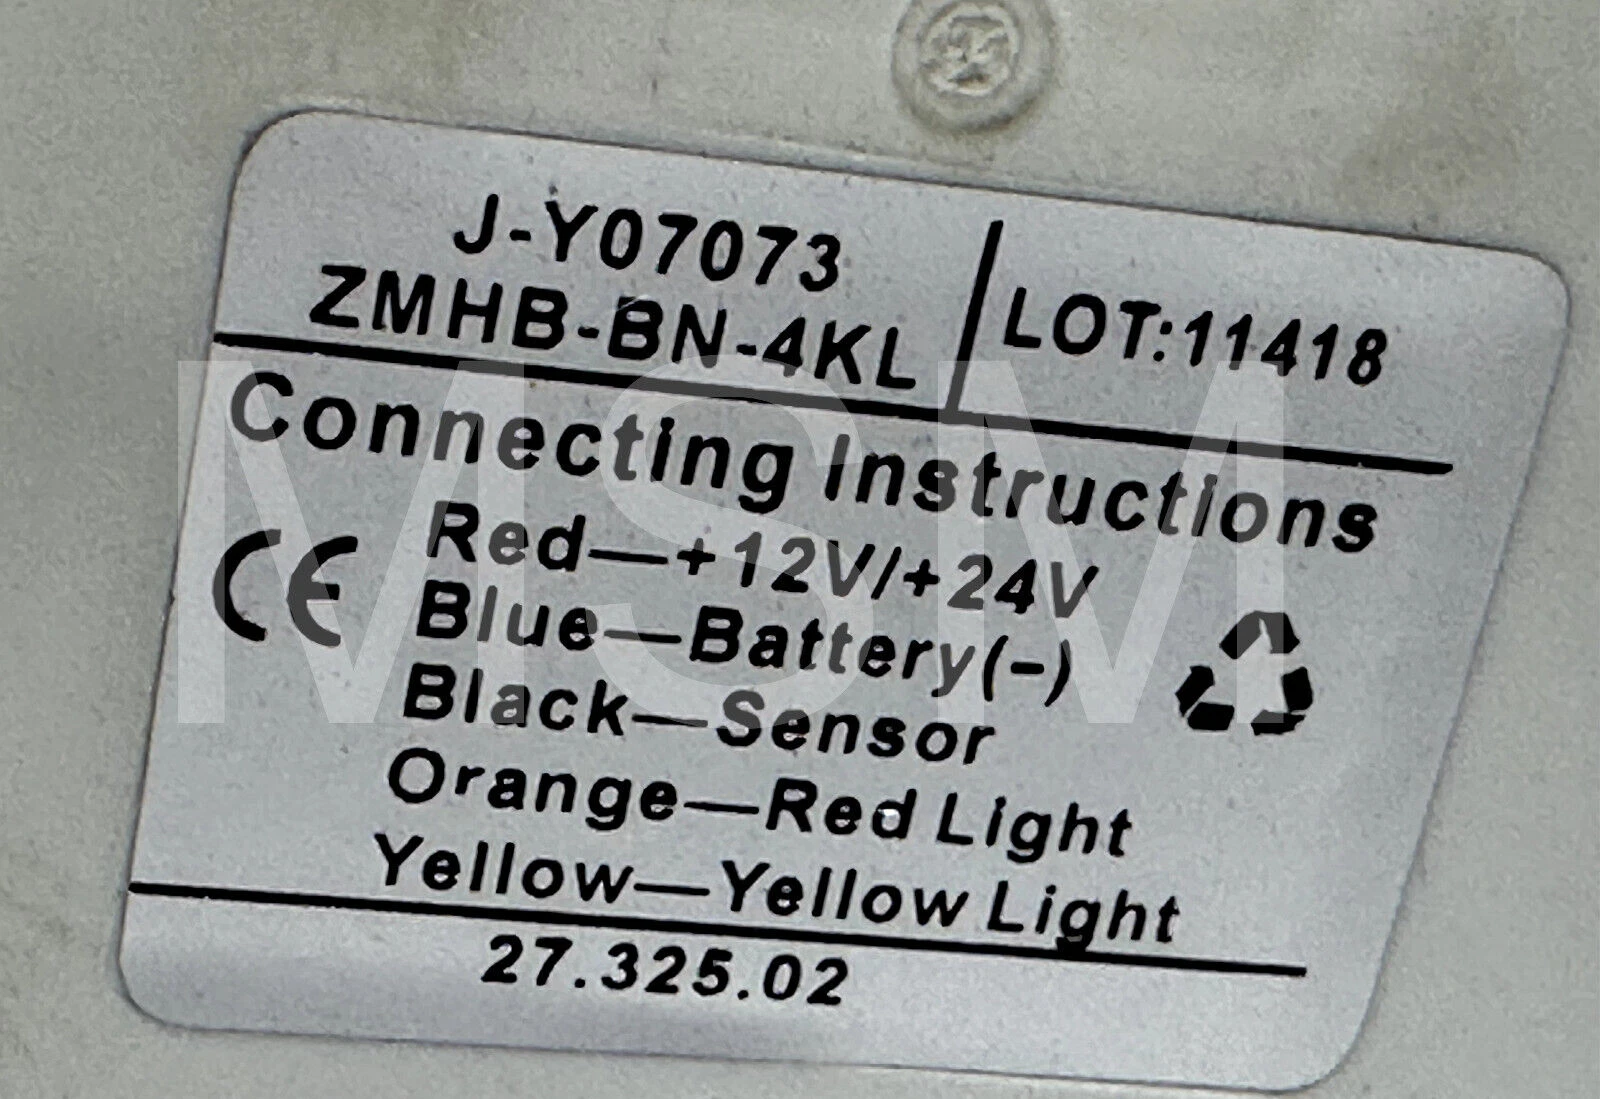 J-Y07073
ZMHB-BN-4KL
LOT:11418
Connecting Instructions
CE
Red—+12V/+24V
Blue—Battery(-)
Black—Sensor
Orange—Red Light
Yellow—Yellow Light
27.325.02
MSM